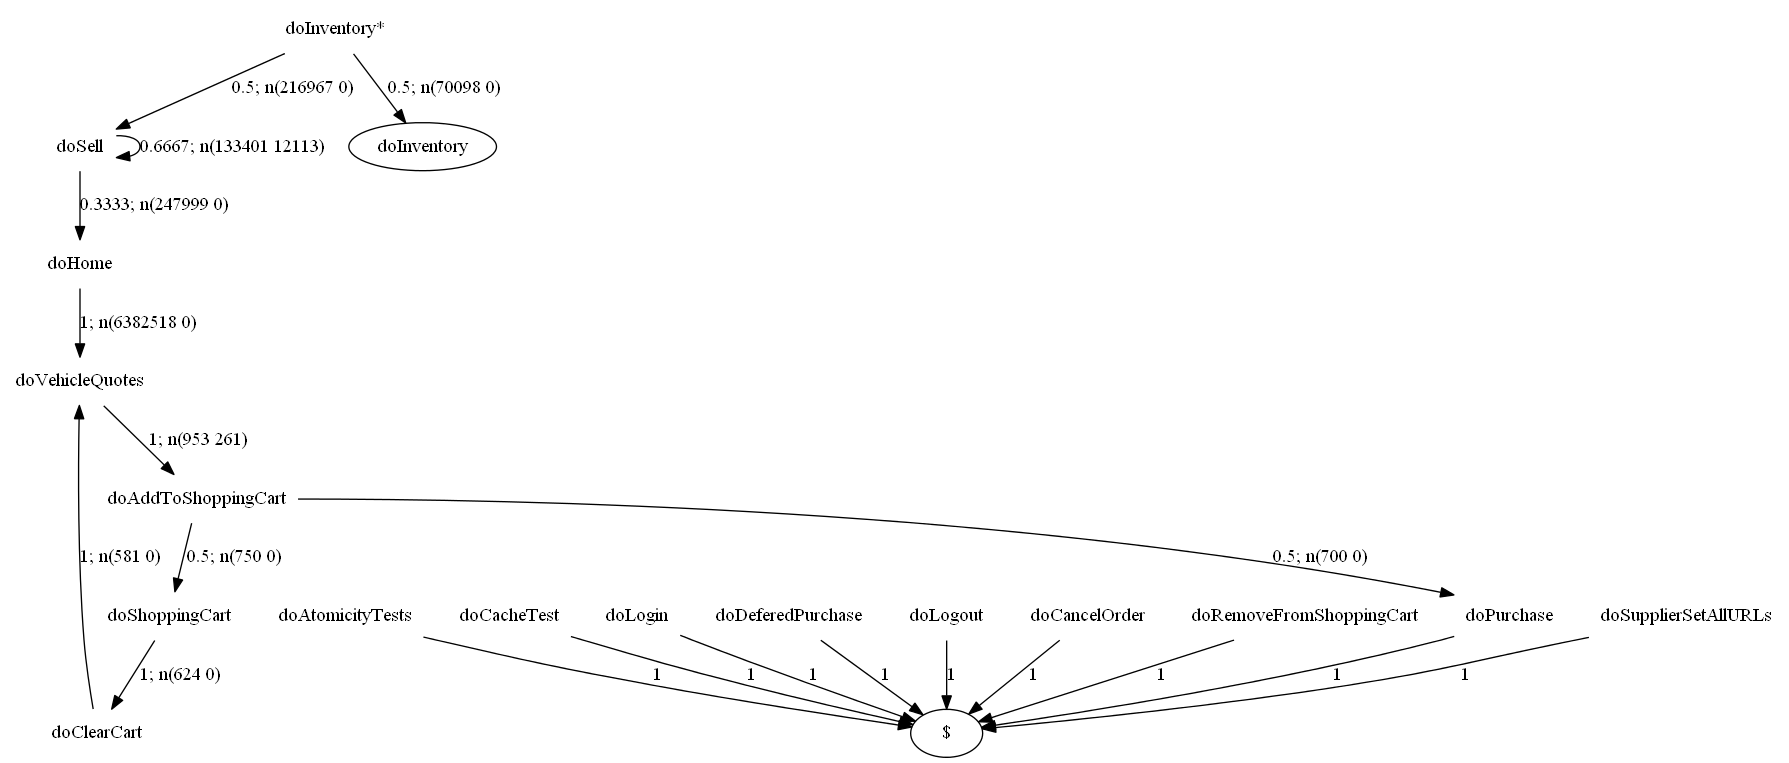 doInventory*
0.5; n(216967 0)
0.5; n(70098 0)
doSell
0.6667; n(133401 12113)
doInventory
0.3333; n(247999 0)
doHome
1; n(6382518 0)
doVehicleQuotes
1; n(953 261)
doAddToShoppingCart
1; n(581 0)
0.5; n(750 0)
0.5; n(700 0)
doShoppingCart
doAtomicityTests
doCacheTest
doLogin
doDeferedPurchase
doLogout
doCancelOrder
doRemoveFromShoppingCart
doPurchase
doSupplierSetAllURLs
1; n(624 0)
1
1
1
1
1
1
1
1
1
doClearCart
$